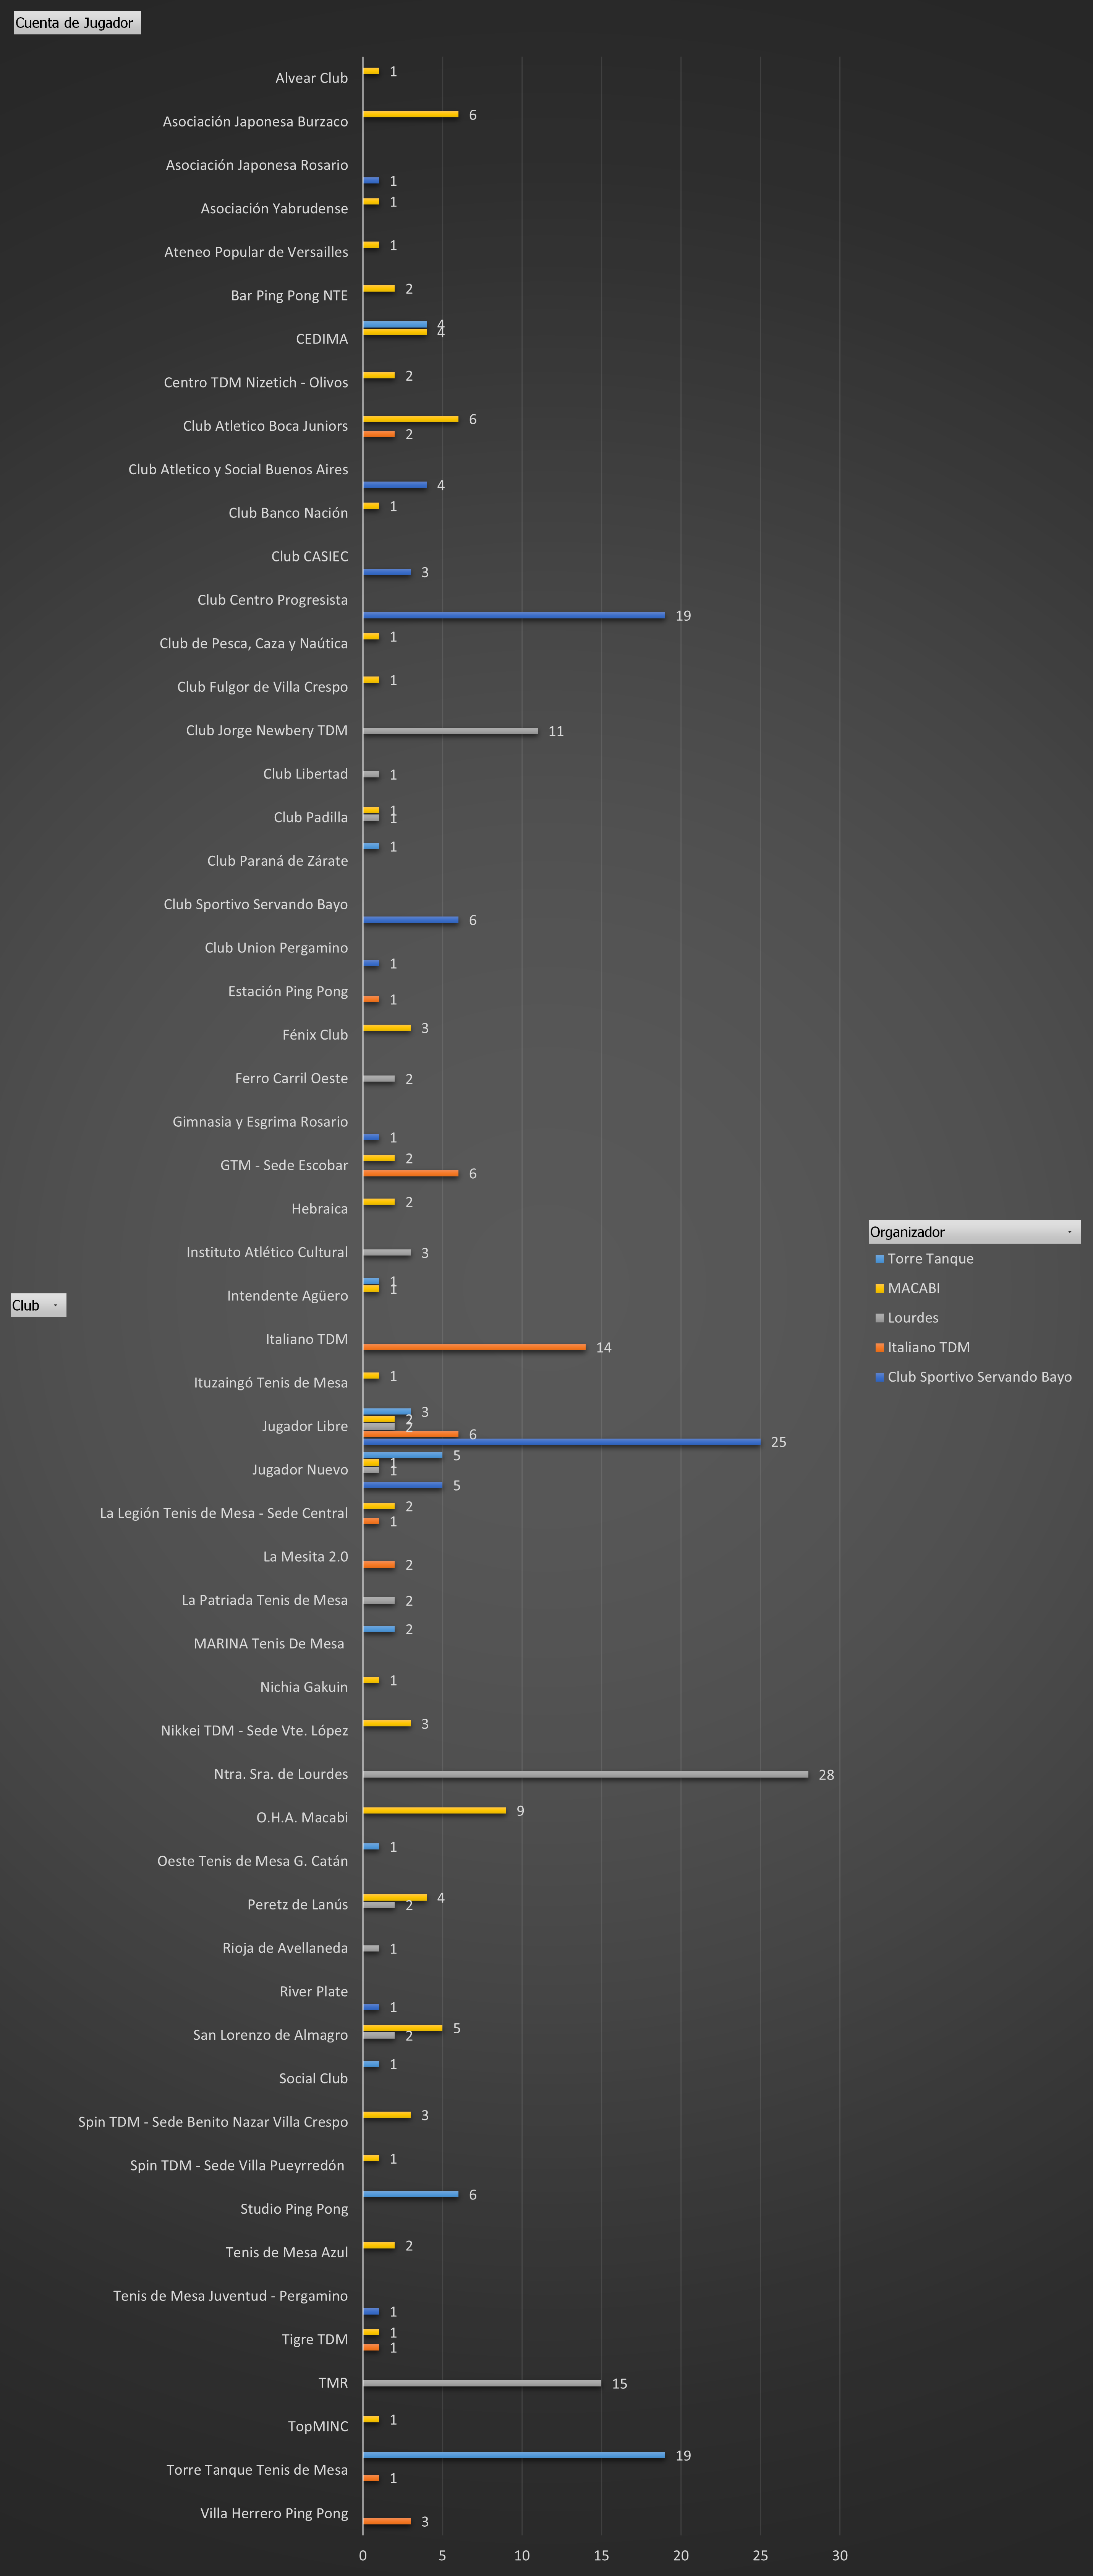 Cuenta de Jugador
Alvear Club 1
Asociación Japonesa Burzaco 6
Asociación Japonesa Rosario 1
Asociación Yabrudense 1
Ateneo Popular de Versailles 1
Bar Ping Pong NTE 2
CEDIMA 4 4
Centro TDM Nizetich - Olivos 2
Club Atletico Boca Juniors 6 2
Club Atletico y Social Buenos Aires 4
Club Banco Nación 1
Club CASIEC 3
Club Centro Progresista 19
Club de Pesca, Caza y Naútica 1
Club Fulgor de Villa Crespo 1
Club Jorge Newbery TDM 11
Club Libertad 1
Club Padilla 1 1
Club Paraná de Zárate 1
Club Sportivo Servando Bayo 6
Club Union Pergamino 1
Estación Ping Pong 1
Fénix Club 3
Ferro Carril Oeste 2
Gimnasia y Esgrima Rosario 1
GTM - Sede Escobar 2 6
Hebraica 2
Instituto Atlético Cultural 3
Intendente Agüero 1 1
Italiano TDM 14
Ituzaingó Tenis de Mesa 1
Jugador Libre 3 2 2 6 25
Jugador Nuevo 5 1 1 5
La Legión Tenis de Mesa - Sede Central 2 1
La Mesita 2.0 2
La Patriada Tenis de Mesa 2
MARINA Tenis De Mesa 2
Nichia Gakuin 1
Nikkei TDM - Sede Vte. López 3
Ntra. Sra. de Lourdes 28
O.H.A. Macabi 9
Oeste Tenis de Mesa G. Catán 1
Peretz de Lanús 4 2
Rioja de Avellaneda 1
River Plate 1
San Lorenzo de Almagro 5 2
Social Club 1
Spin TDM - Sede Benito Nazar Villa Crespo 3
Spin TDM - Sede Villa Pueyrredón 1
Studio Ping Pong 6
Tenis de Mesa Azul 2
Tenis de Mesa Juventud - Pergamino 1
Tigre TDM 1 1
TMR 15
TopMINC 1
Torre Tanque Tenis de Mesa 19 1
Villa Herrero Ping Pong 3
0 5 10 15 20 25 30
Club
Organizador
Torre Tanque
MACABI
Lourdes
Italiano TDM
Club Sportivo Servando Bayo